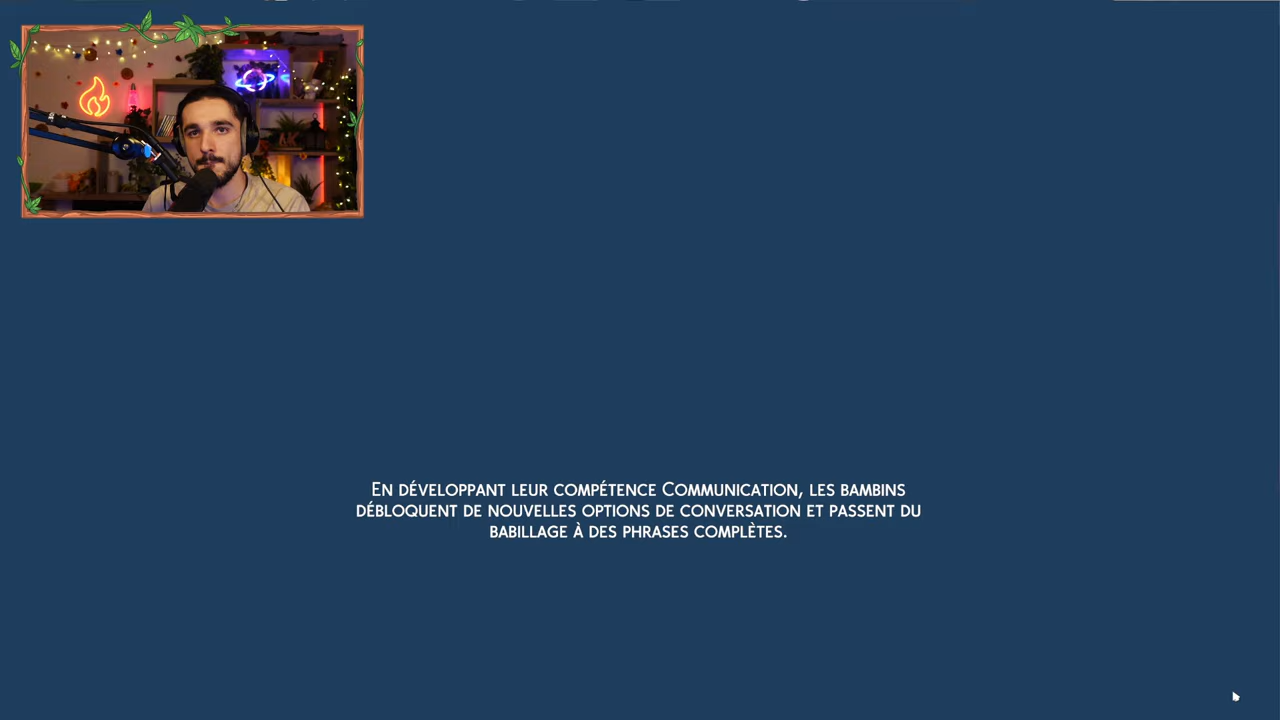 En développant leur compétence Communication, les bambins
débloquent de nouvelles options de conversation et passent du
babillage à des phrases complètes.